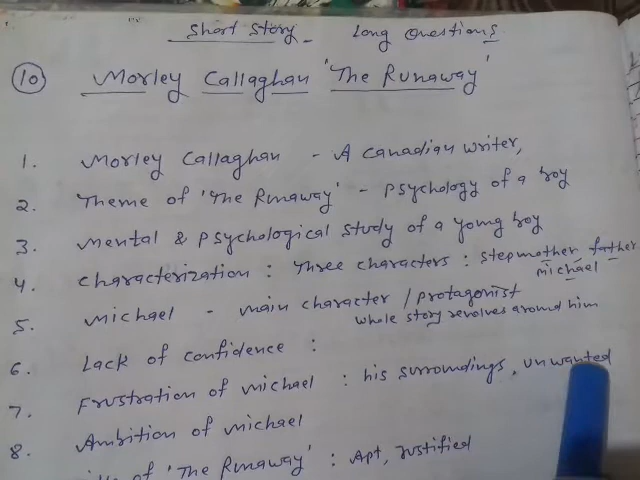 Short Story - Long Questions
10 Morley Callaghan 'The Runaway'
1. Morley Callaghan - A Canadian writer,
2. Theme of 'The Runaway' - Psychology of a boy
3. Mental & Psychological study of a young boy
4. Characterization : Three characters : stepmother, father
michael
5. Michael - main character / protagonist
whole story revolves around him
6. Lack of confidence :
7. Frustration of Michael : his surroundings, unwanted
8. Ambition of Michael
of 'The Runaway' : Apt, Justified